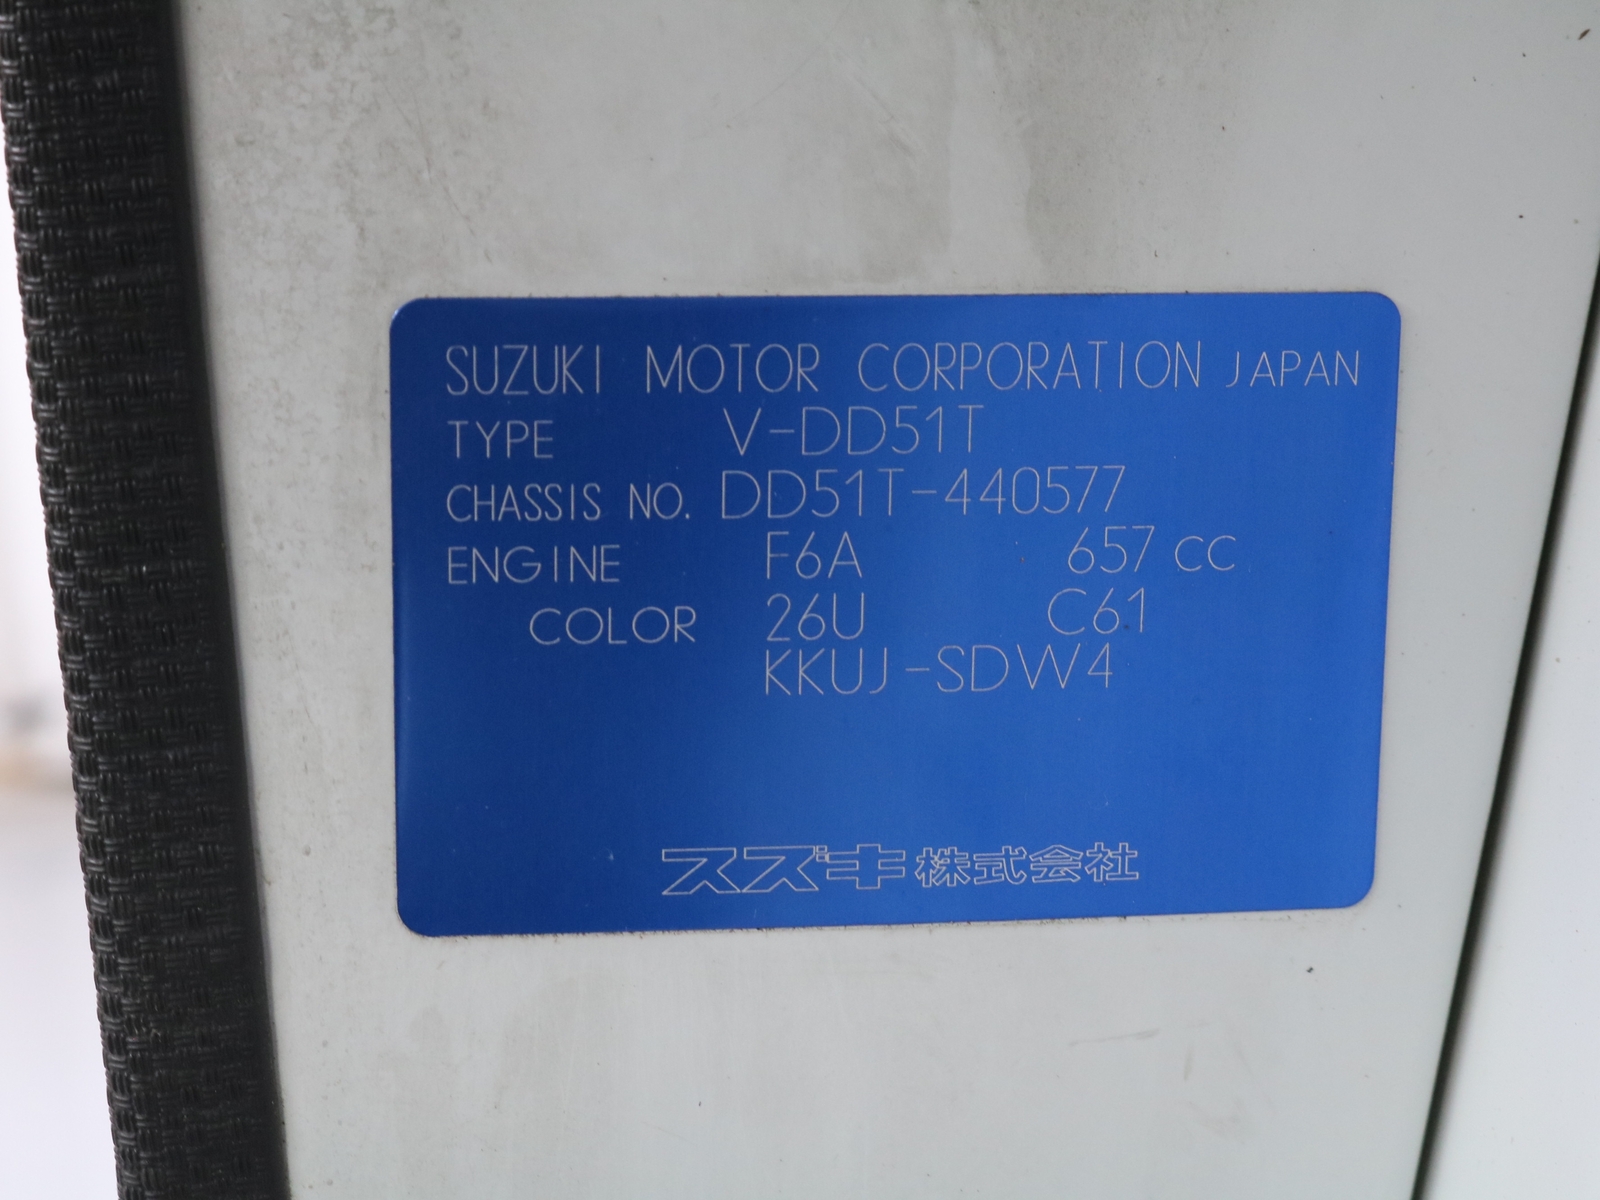 SUZUKI MOTOR CORPORATION JAPAN
TYPE V-DD51T
CHASSIS NO. DD51T-440577
ENGINE F6A 657 CC
COLOR 26U C61
KKUJ-SDW4
スズキ株式会社